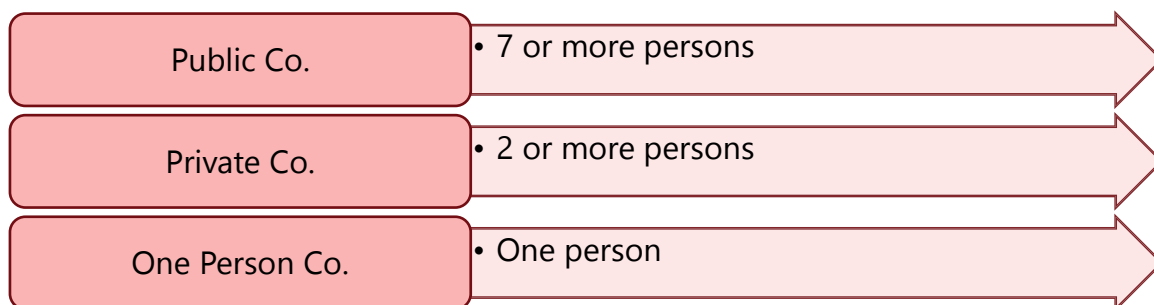 Public Co.
• 7 or more persons
Private Co.
• 2 or more persons
One Person Co.
• One person